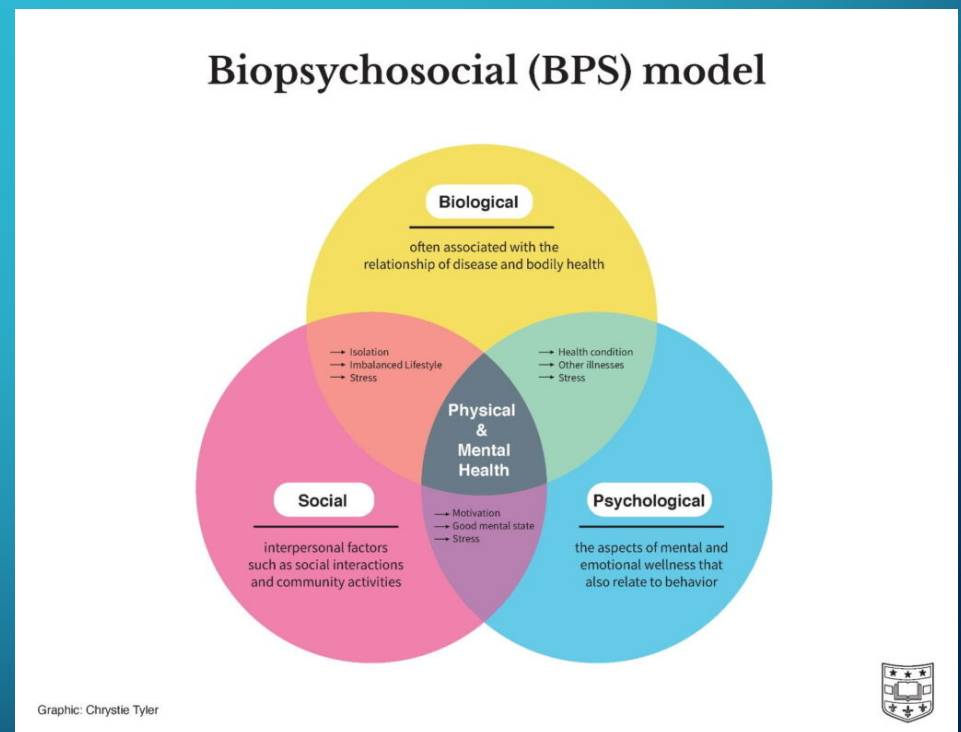 Biopsychosocial (BPS) model
Biological
often associated with the
relationship of disease and bodily health
→ Isolation
→ Imbalanced Lifestyle
→ Stress
→ Health condition
→ Other illnesses
→ Stress
Physical
&
Mental
Health
Social
interpersonal factors
such as social interactions
and community activities
→ Motivation
→ Good mental state
→ Stress
Psychological
the aspects of mental and
emotional wellness that
also relate to behavior
Graphic: Chrystie Tyler